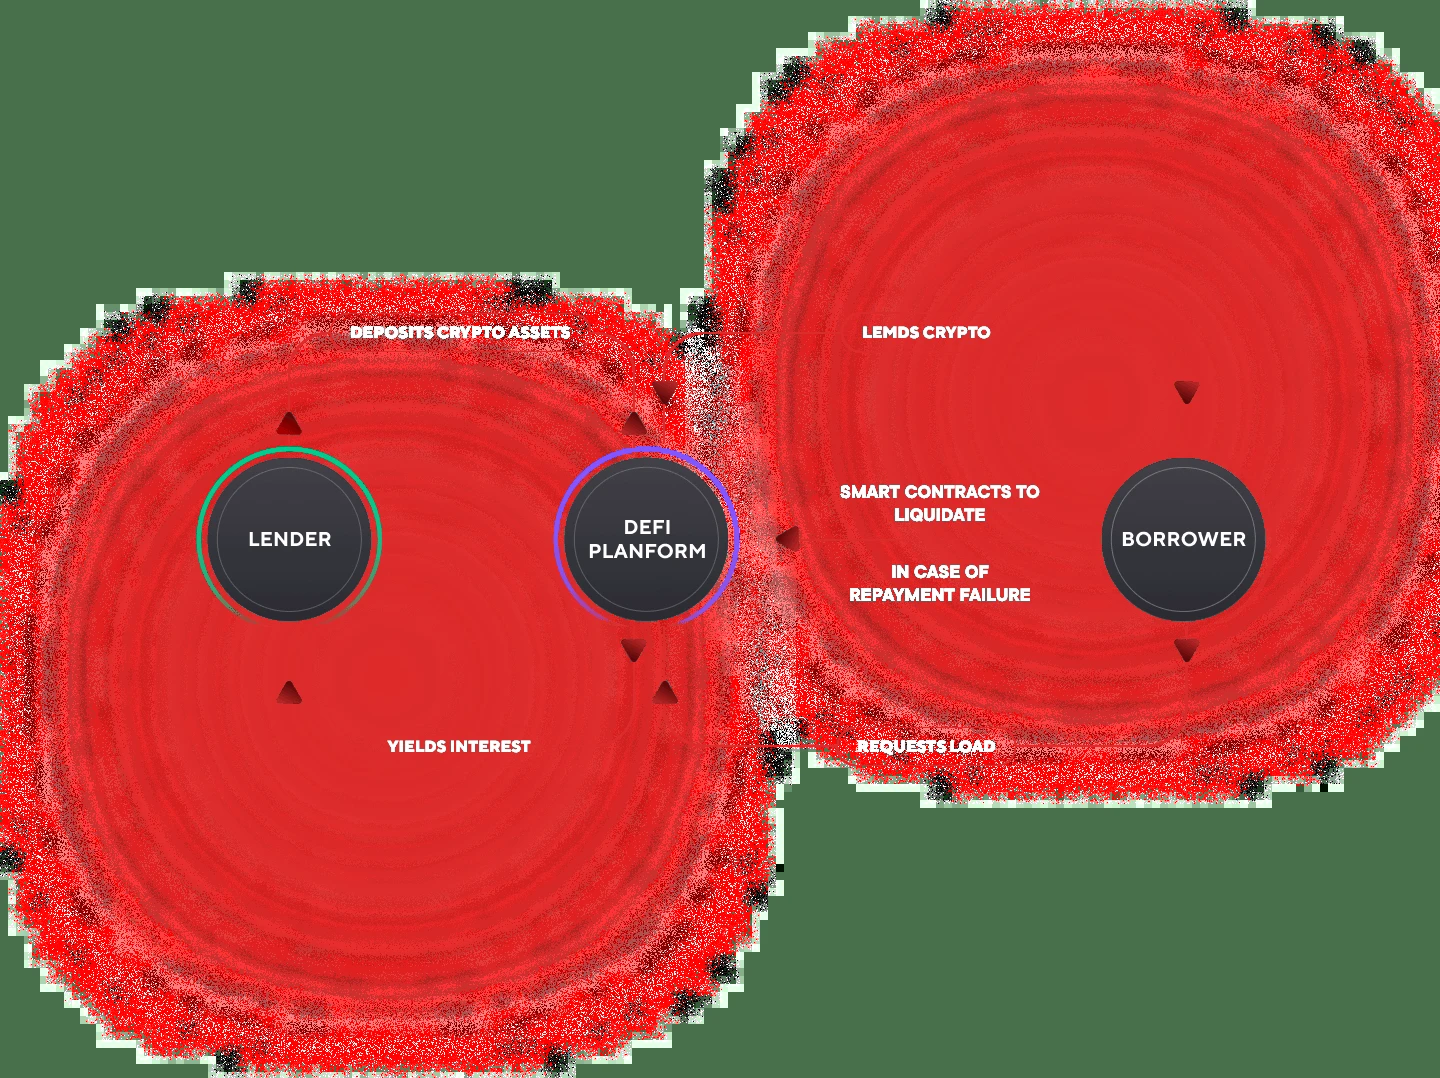 DEPOSITS CRYPTO ASSETS
LEMDS CRYPTO
LENDER
DEFI
PLANFORM
SMART CONTRACTS TO
LIQUIDATE
IN CASE OF
REPAYMENT FAILURE
BORROWER
YIELDS INTEREST
REQUESTS LOAD